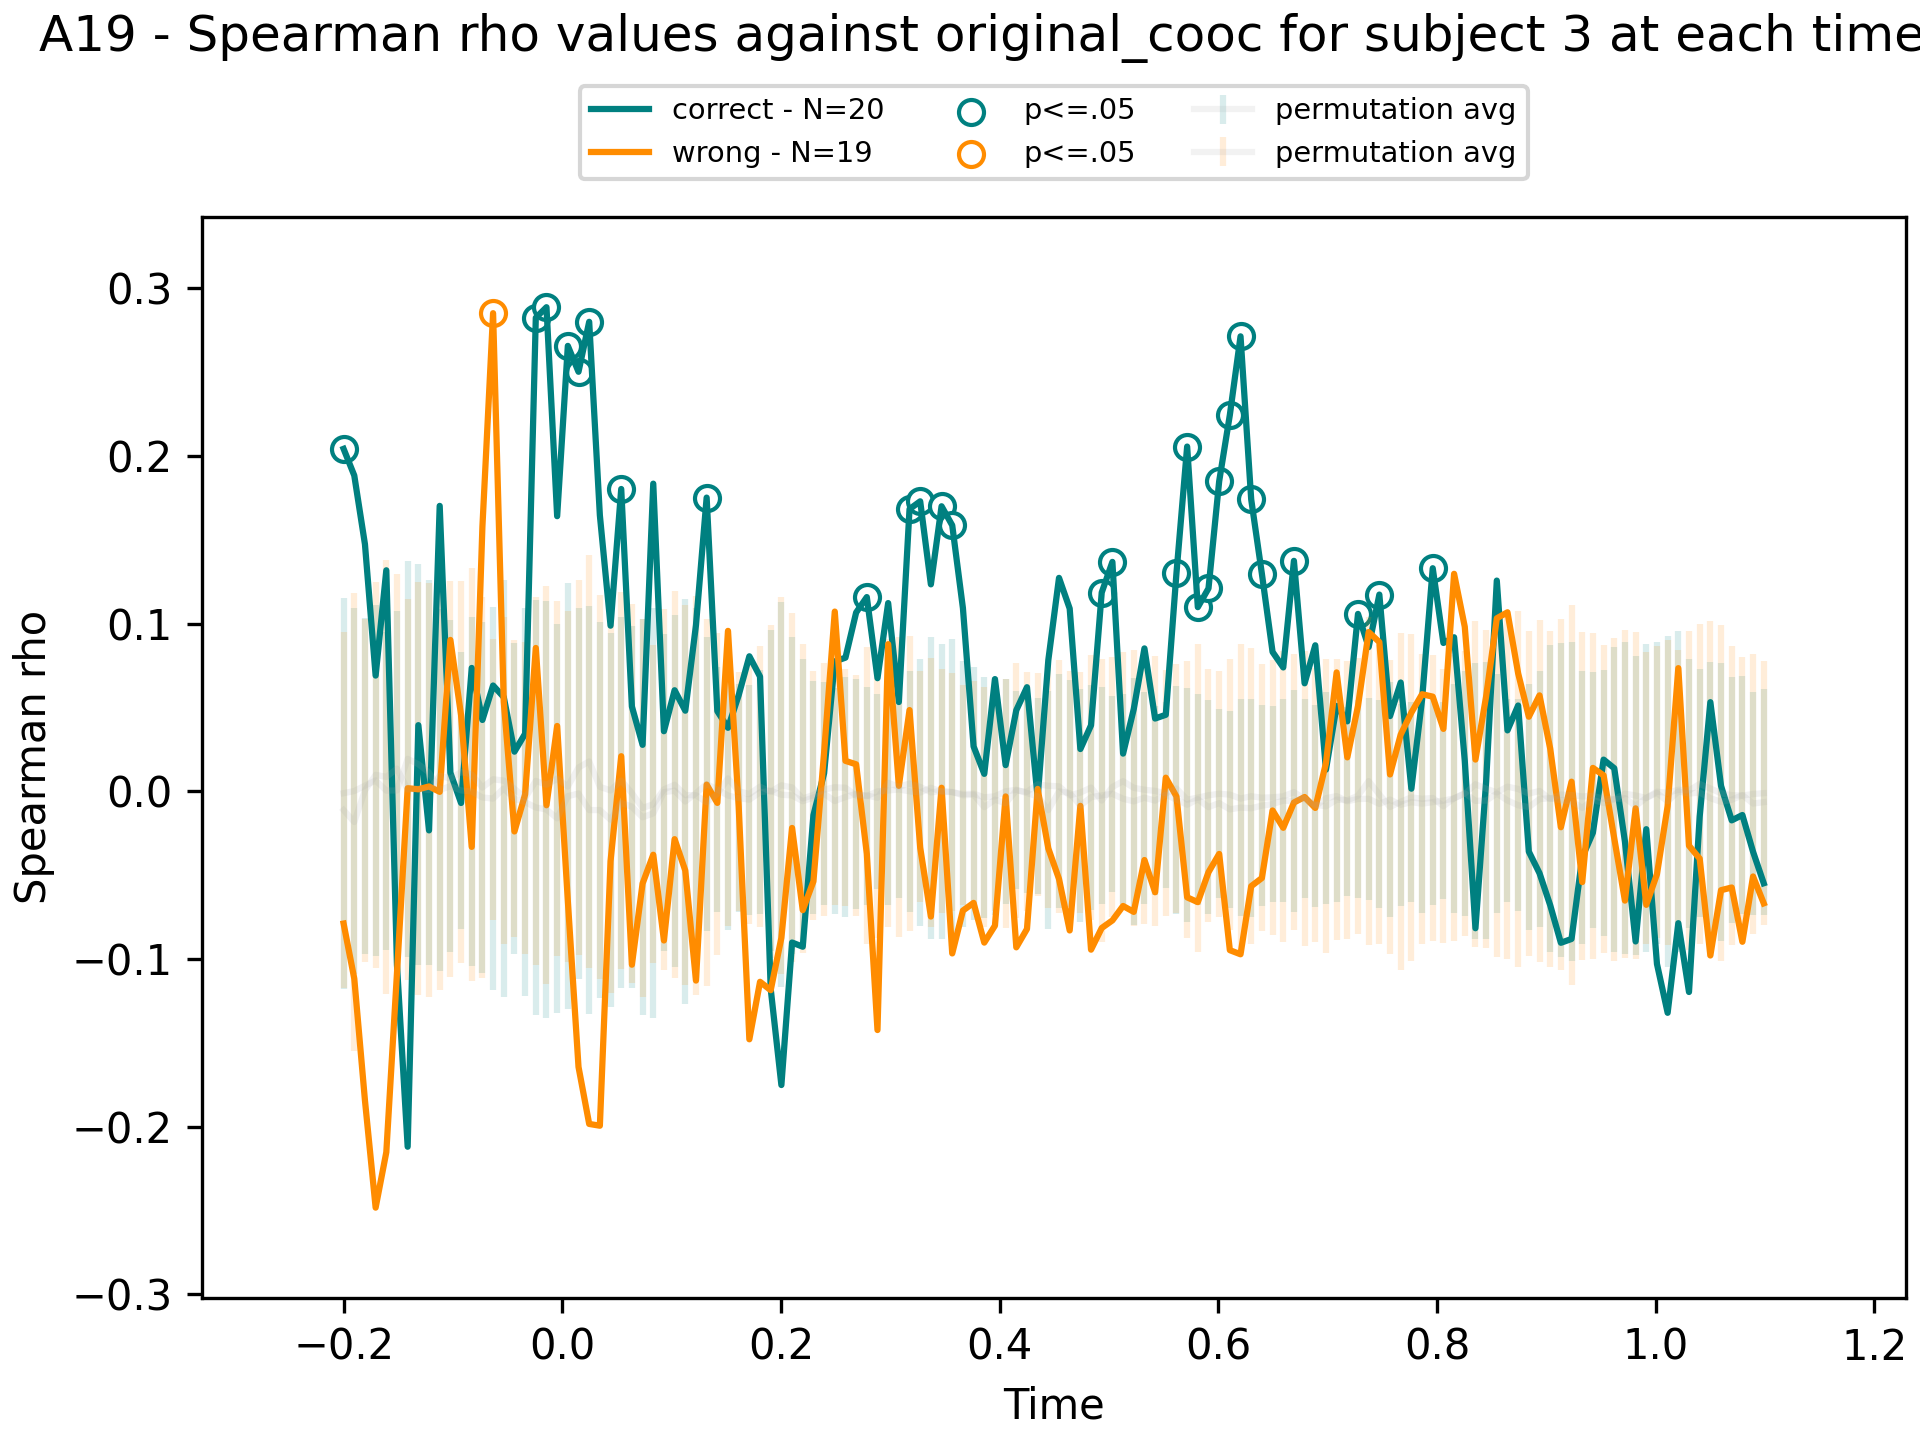 A19 - Spearman rho values against original_cooc for subject 3 at each time
correct - N=20
wrong - N=19
p<=.05
p<=.05
permutation avg
permutation avg
Spearman rho
0.3
0.2
0.1
0.0
−0.1
−0.2
−0.3
−0.2 0.0 0.2 0.4 0.6 0.8 1.0 1.2
Time